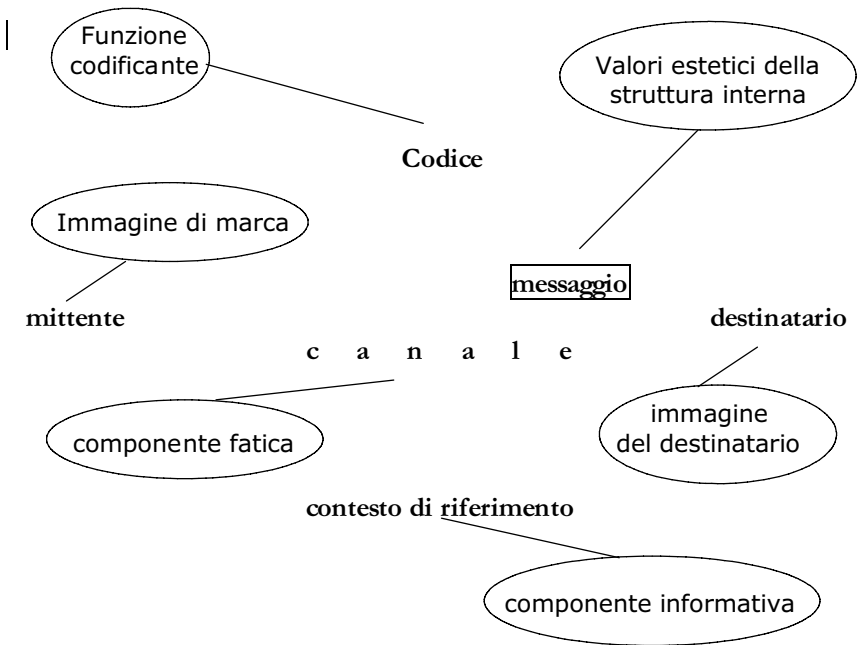 Funzione
codificante
Valori estetici della
struttura interna
Codice
Immagine di marca
messaggio
mittente
destinatario
c a n a l e
immagine
del destinatario
componente fatica
contesto di riferimento
componente informativa